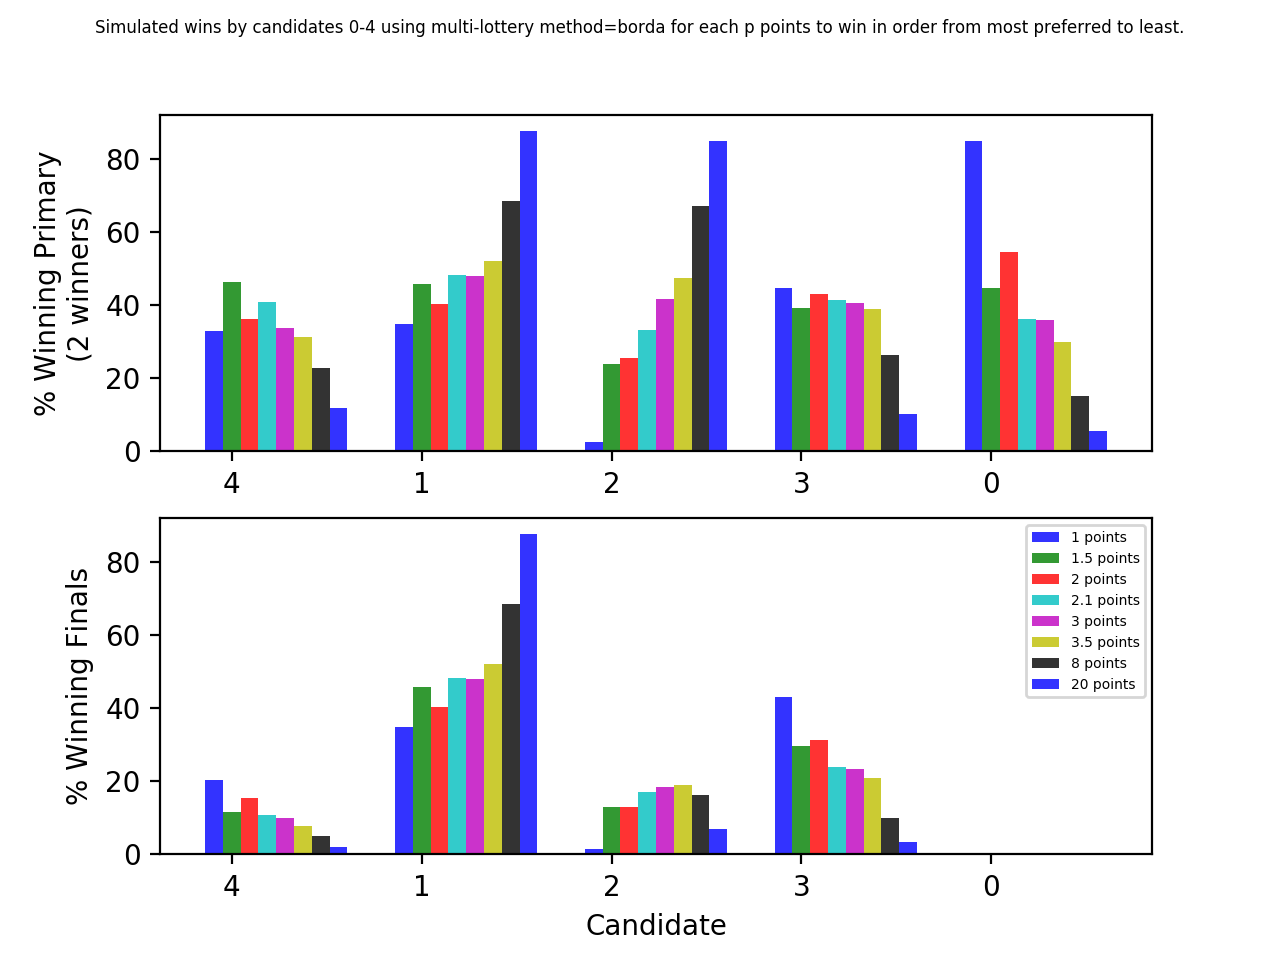 Simulated wins by candidates 0-4 using multi-lottery method=borda for each p points to win in order from most preferred to least.
% Winning Primary
(2 winners)
80
60
40
20
0
4 1 2 3 0
% Winning Finals
80
60
40
20
0
1 points
1.5 points
2 points
2.1 points
3 points
3.5 points
8 points
20 points
4 1 2 3 0
Candidate